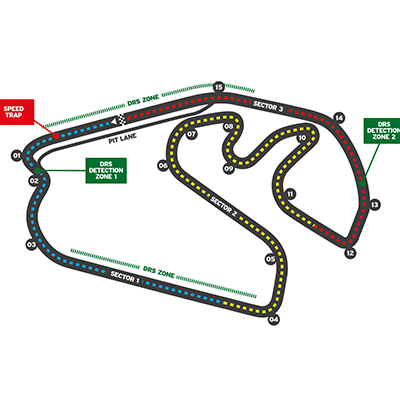 15
DRS ZONE
SPEED
TRAP
SECTOR 3
14
PIT LANE
07
08
10
DRS
DETECTION
ZONE 2
01
09
06
DRS
DETECTION
ZONE 1
02
11
SECTOR 2
13
03
12
05
DRS ZONE
SECTOR 1
04